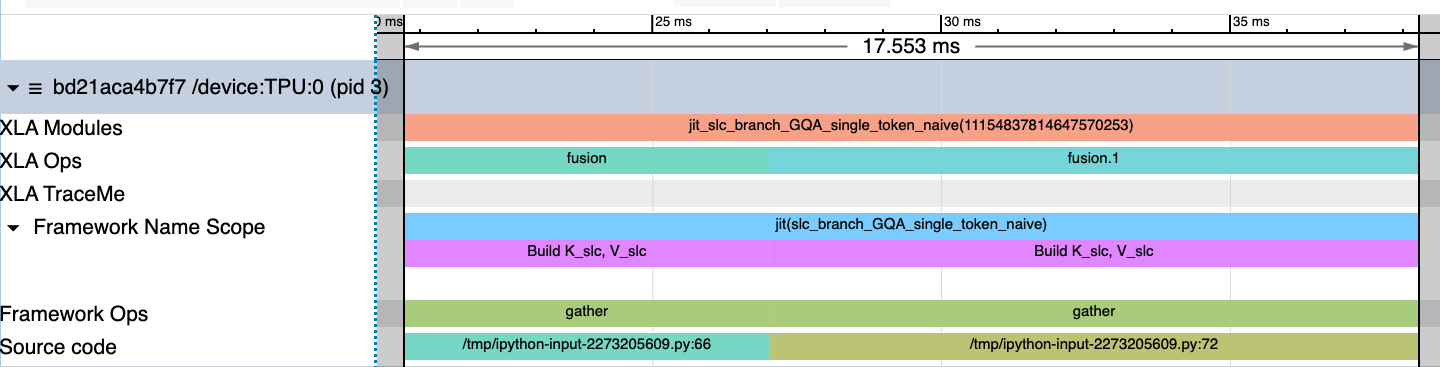 0 ms 25 ms 30 ms 35 ms
17.553 ms
bd21aca4b7f7 /device:TPU:0 (pid 3)
XLA Modules jit_slc_branch_GQA_single_token_naive(11154837814647570253)
XLA Ops fusion fusion.1
XLA TraceMe
Framework Name Scope jit(slc_branch_GQA_single_token_naive)
Build K_slc, V_slc Build K_slc, V_slc
Framework Ops gather gather
Source code /tmp/ipython-input-2273205609.py:66 /tmp/ipython-input-2273205609.py:72